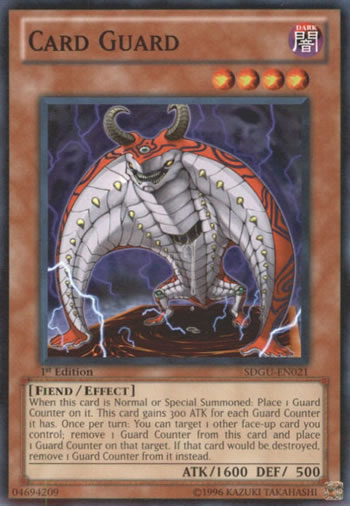 CARD GUARD
DARK
闇
1st Edition
SDGU-EN021
[FIEND / EFFECT]
When this card is Normal or Special Summoned: Place 1 Guard
Counter on it. This card gains 300 ATK for each Guard Counter
it has. Once per turn: You can target 1 other face-up card you
control; remove 1 Guard Counter from this card and place
1 Guard Counter on that target. If that card would be destroyed,
remove 1 Guard Counter from it instead.
ATK/1600 DEF/ 500
04694209
©1996 KAZUKI TAKAHASHI